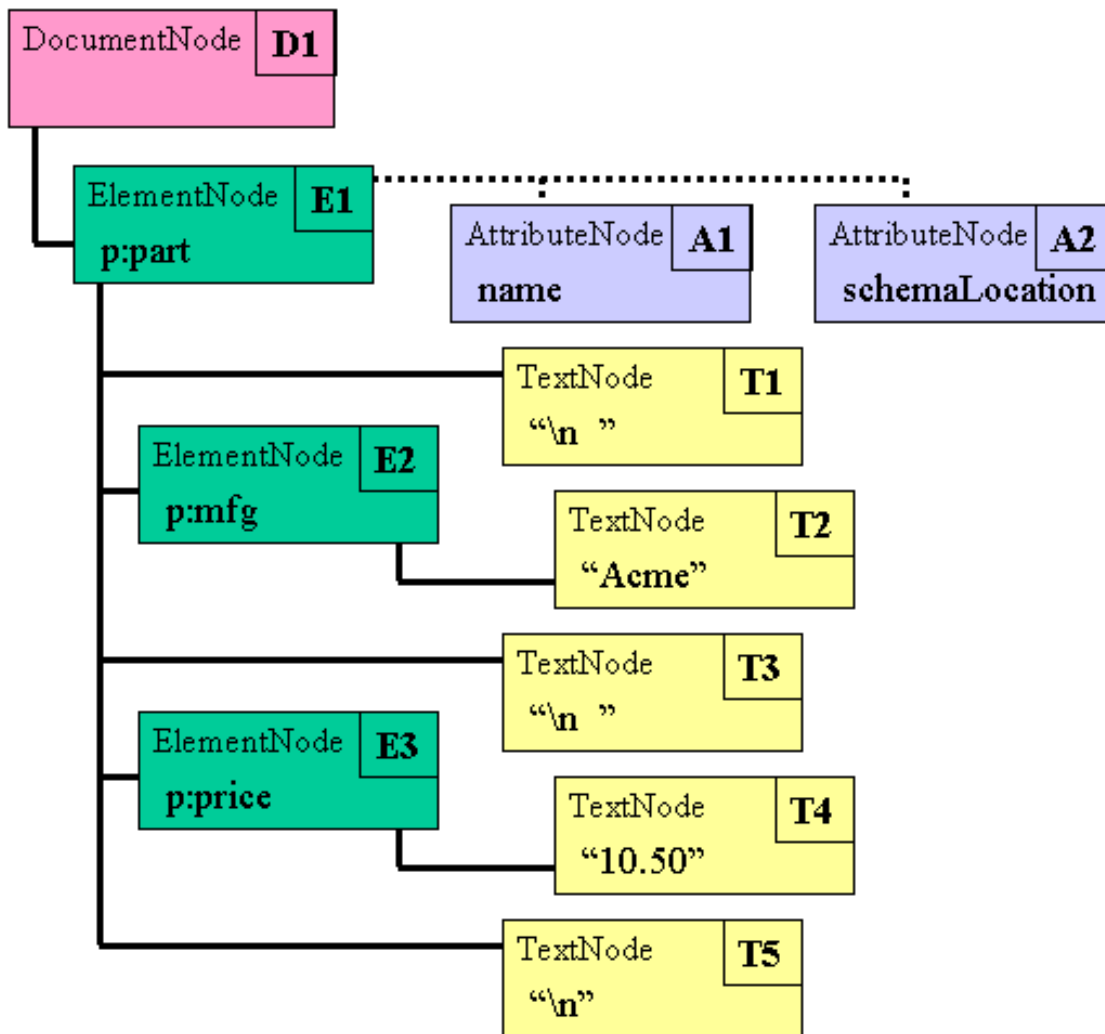 DocumentNode D1
ElementNode E1
p:part
AttributeNode A1
name
AttributeNode A2
schemaLocation
TextNode T1
“\n  ”
ElementNode E2
p:mfg
TextNode T2
“Acme”
TextNode T3
“\n  ”
ElementNode E3
p:price
TextNode T4
“10.50”
TextNode T5
“\n”